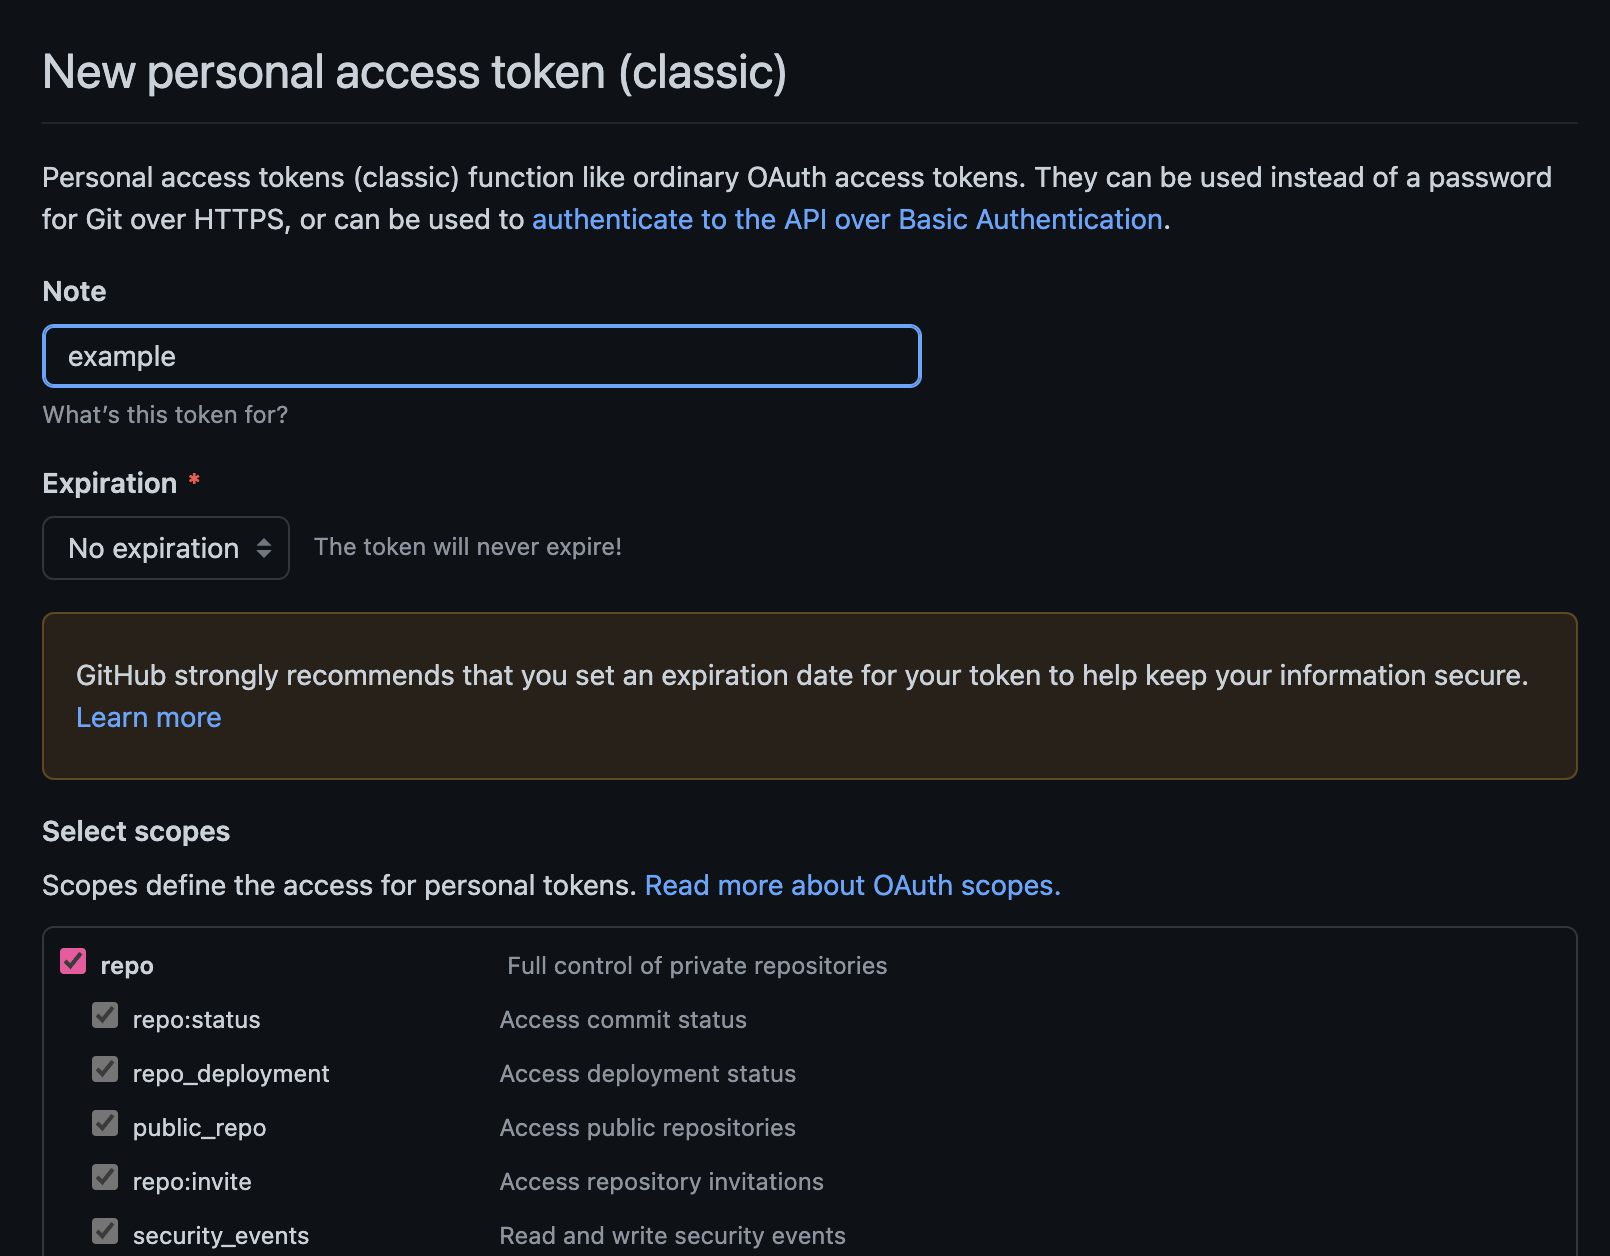 New personal access token (classic)
Personal access tokens (classic) function like ordinary OAuth access tokens. They can be used instead of a password
for Git over HTTPS, or can be used to authenticate to the API over Basic Authentication.
Note
example
What's this token for?
Expiration *
No expiration The token will never expire!
GitHub strongly recommends that you set an expiration date for your token to help keep your information secure.
Learn more
Select scopes
Scopes define the access for personal tokens. Read more about OAuth scopes.
repo Full control of private repositories
repo:status Access commit status
repo_deployment Access deployment status
public_repo Access public repositories
repo:invite Access repository invitations
security_events Read and write security events